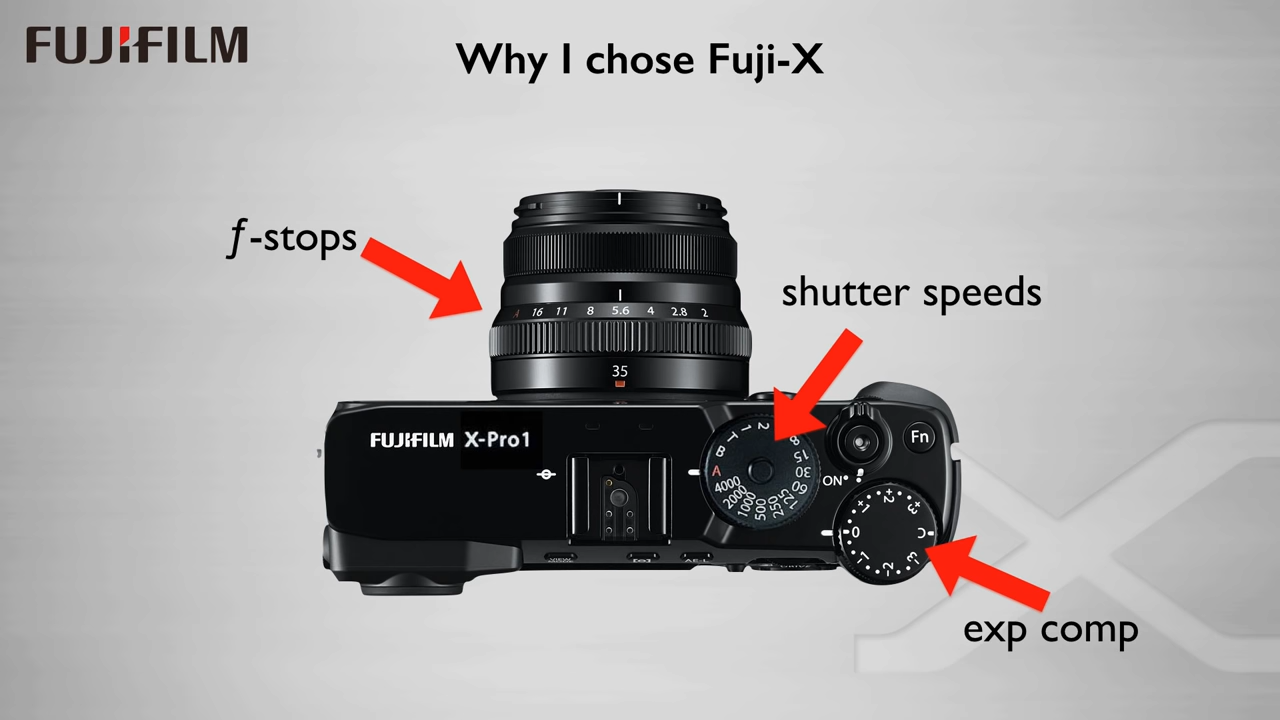 FUJIFILM
Why I chose Fuji-X
ƒ-stops
shutter speeds
A 16 11 8 5.6 4 2.8 2
35
FUJIFILM X-Pro1
Fn
ON
A B T 1 2 8 15 30 60 125 250 500 1000 2000 4000
0 +1 +2 +3 C -3 -2 -1
exp comp